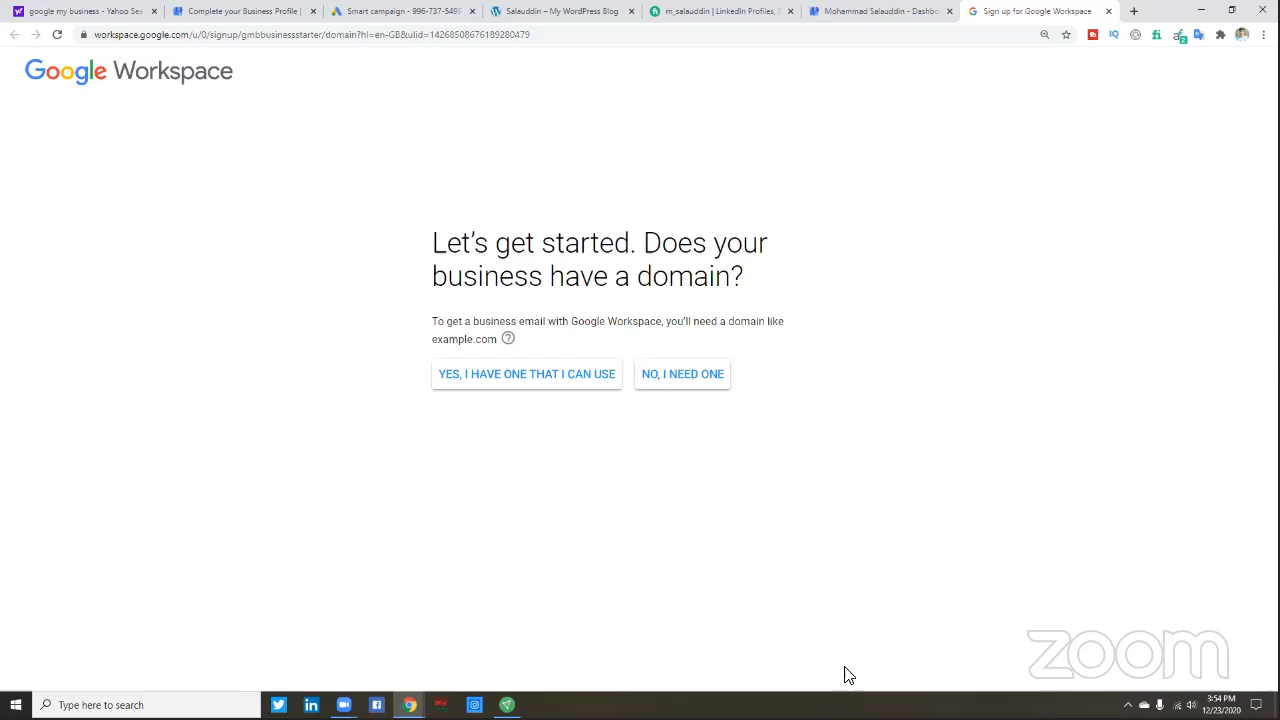 google my business - Yahoo Se
Complete your Business Profile |
Smart campaign - 996-737-5498
Salauddin – My WordPress Blog
m_salauddin | LinkedIn Profiles, S
Mohammad Salauddin - Dashbo
Sign up for Google Workspace
workspace.google.com/u/0/signup/gmbbusinessstarter/domain?hl=en-GB&ulid=14268508676189280479
Google Workspace
Let's get started. Does your
business have a domain?
To get a business email with Google Workspace, you'll need a domain like
example.com
YES, I HAVE ONE THAT I CAN USE
NO, I NEED ONE
zoom
Type here to search
3:54 PM
12/23/2020